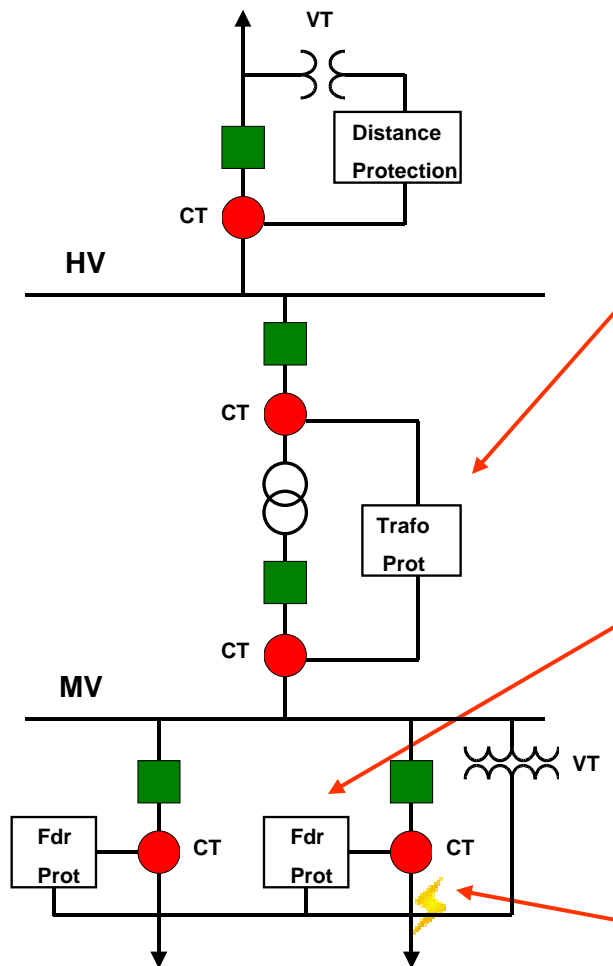 VT
Distance
Protection
CT
HV
CT
Trafo
Prot
CT
MV
VT
Fdr
Prot
CT
Fdr
Prot
CT